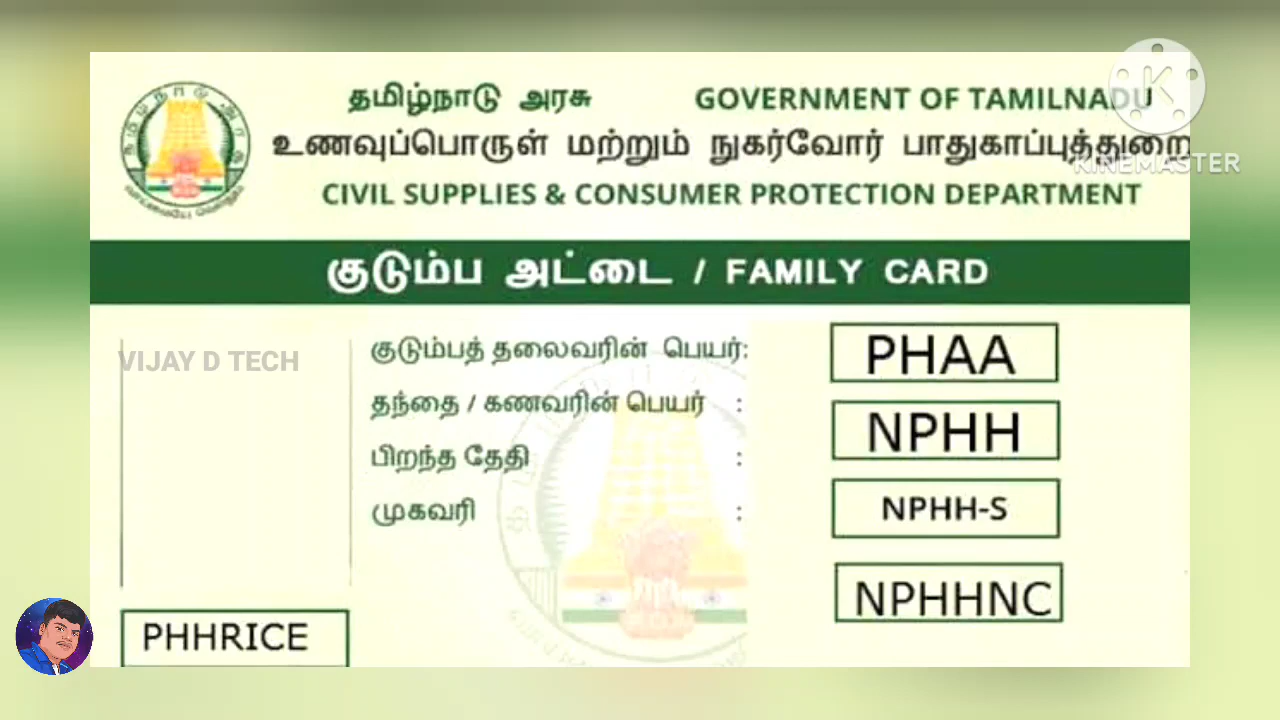 தமிழ்நாடு அரசு GOVERNMENT OF TAMILNADU
உணவுப்பொருள் மற்றும் நுகர்வோர் பாதுகாப்புத்துறை
KINEMASTER
CIVIL SUPPLIES & CONSUMER PROTECTION DEPARTMENT
குடும்ப அட்டை / FAMILY CARD
VIJAY D TECH
குடும்பத் தலைவரின் பெயர்: PHAA
தந்தை / கணவரின் பெயர் : NPHH
பிறந்த தேதி :
முகவரி : NPHH-S
NPHHNC
PHHRICE